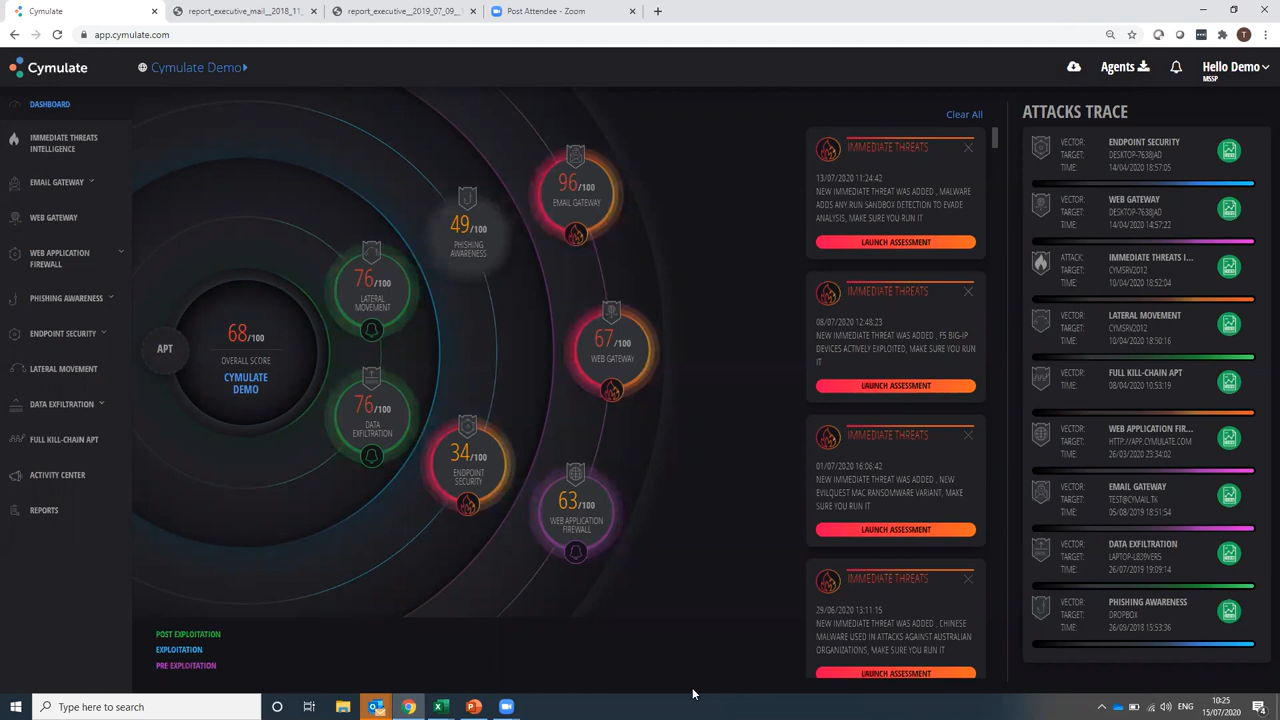 Cymulate
report_executive_mail_2018_11_
report_executive__2019_07_09__1
Post Attendee - Zoom
app.cymulate.com
T
Cymulate
Cymulate Demo
Agents
Hello Demo
MSSP
DASHBOARD
IMMEDIATE THREATS
INTELLIGENCE
EMAIL GATEWAY
WEB GATEWAY
WEB APPLICATION
FIREWALL
PHISHING AWARENESS
ENDPOINT SECURITY
LATERAL MOVEMENT
DATA EXFILTRATION
FULL KILL-CHAIN APT
ACTIVITY CENTER
REPORTS
APT
68/100
OVERALL SCORE
CYMULATE
DEMO
76/100
LATERAL
MOVEMENT
76/100
DATA
EXFILTRATION
49/100
PHISHING
AWARENESS
34/100
ENDPOINT
SECURITY
96/100
EMAIL GATEWAY
67/100
WEB GATEWAY
63/100
WEB APPLICATION
FIREWALL
POST EXPLOITATION
EXPLOITATION
PRE EXPLOITATION
Clear All
IMMEDIATE THREATS
13/07/2020 11:24:42
NEW IMMEDIATE THREAT WAS ADDED , MALWARE
ADDS ANY.RUN SANDBOX DETECTION TO EVADE
ANALYSIS, MAKE SURE YOU RUN IT
LAUNCH ASSESSMENT
IMMEDIATE THREATS
08/07/2020 12:48:23
NEW IMMEDIATE THREAT WAS ADDED , F5 BIG-IP
DEVICES ACTIVELY EXPLOITED, MAKE SURE YOU RUN
IT
LAUNCH ASSESSMENT
IMMEDIATE THREATS
01/07/2020 16:06:42
NEW IMMEDIATE THREAT WAS ADDED , NEW
EVILQUEST MAC RANSOMWARE VARIANT, MAKE
SURE YOU RUN IT
LAUNCH ASSESSMENT
IMMEDIATE THREATS
29/06/2020 13:11:15
NEW IMMEDIATE THREAT WAS ADDED , CHINESE
MALWARE USED IN ATTACKS AGAINST AUSTRALIAN
ORGANIZATIONS, MAKE SURE YOU RUN IT
LAUNCH ASSESSMENT
ATTACKS TRACE
VECTOR: ENDPOINT SECURITY
TARGET: DESKTOP-7638JAD
TIME: 14/04/2020 18:57:05
VECTOR: WEB GATEWAY
TARGET: DESKTOP-7638JAD
TIME: 14/04/2020 14:57:22
ATTACK: IMMEDIATE THREATS I...
TARGET: CYMSRV2012
TIME: 10/04/2020 18:52:04
VECTOR: LATERAL MOVEMENT
TARGET: CYMSRV2012
TIME: 10/04/2020 18:50:16
VECTOR: FULL KILL-CHAIN APT
TIME: 08/04/2020 10:53:19
VECTOR: WEB APPLICATION FIR...
TARGET: HTTP://APP.CYMULATE.COM
TIME: 26/03/2020 23:34:02
VECTOR: EMAIL GATEWAY
TARGET: TEST@CYMAIL.TK
TIME: 05/08/2019 18:51:54
VECTOR: DATA EXFILTRATION
TARGET: LAPTOP-L839VER5
TIME: 26/07/2019 19:09:14
VECTOR: PHISHING AWARENESS
TARGET: DROPBOX
TIME: 26/09/2018 15:53:36
Type here to search
ENG
10:25
15/07/2020
4